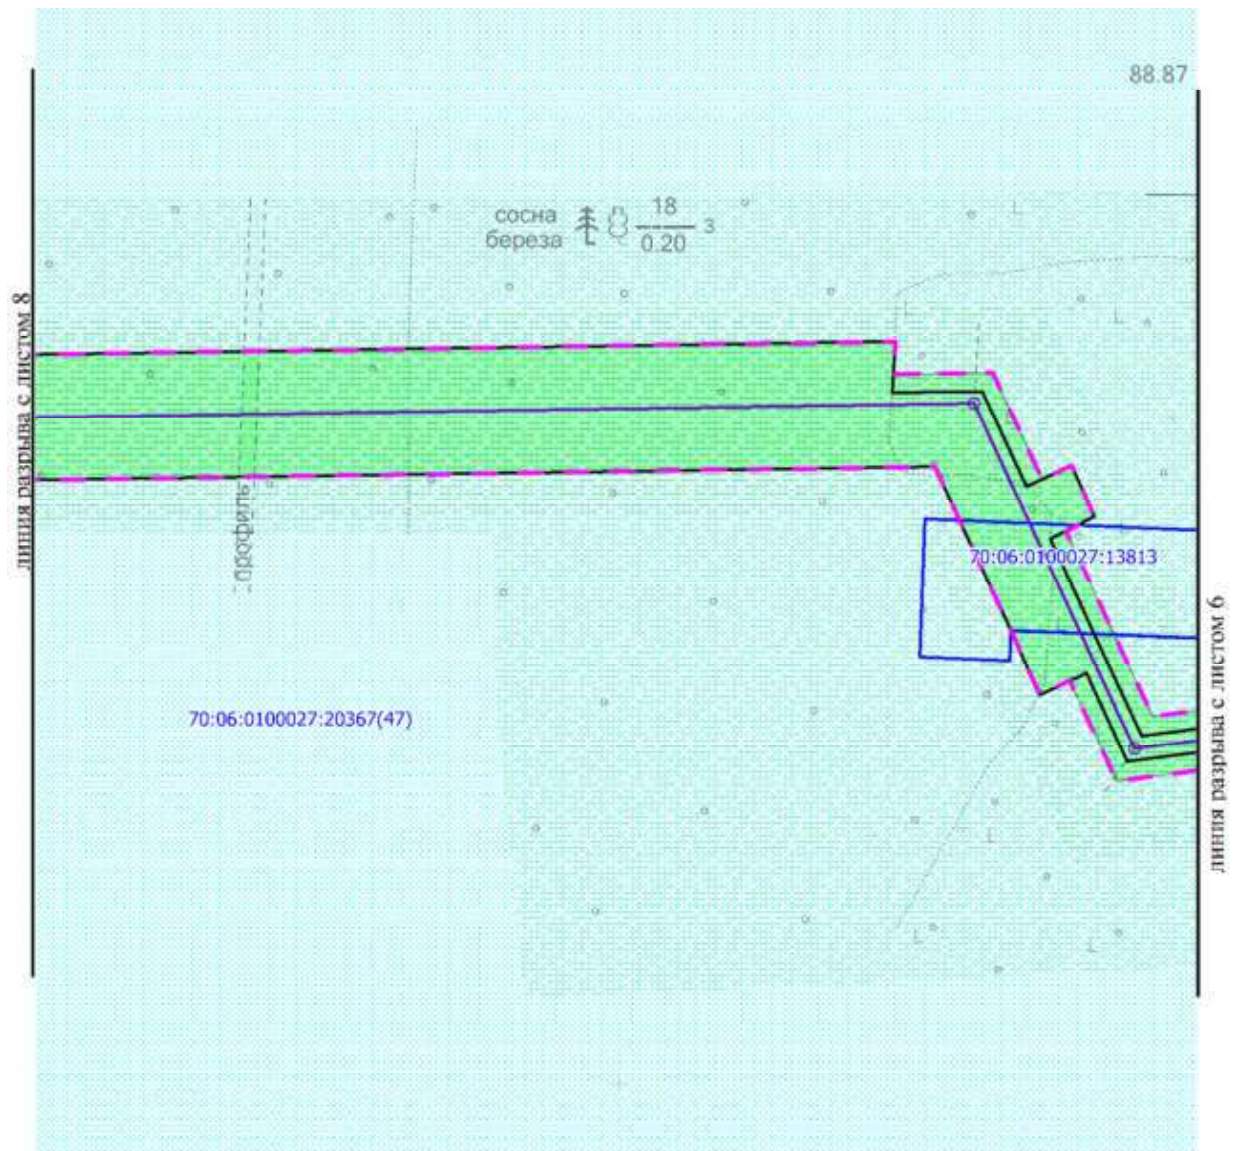 88.87
сосна
береза
18
0.20
3
линия разрыва с листом 8
профиль
70:06:0100027:13813
линия разрыва с листом 9
70:06:0100027:20367(47)